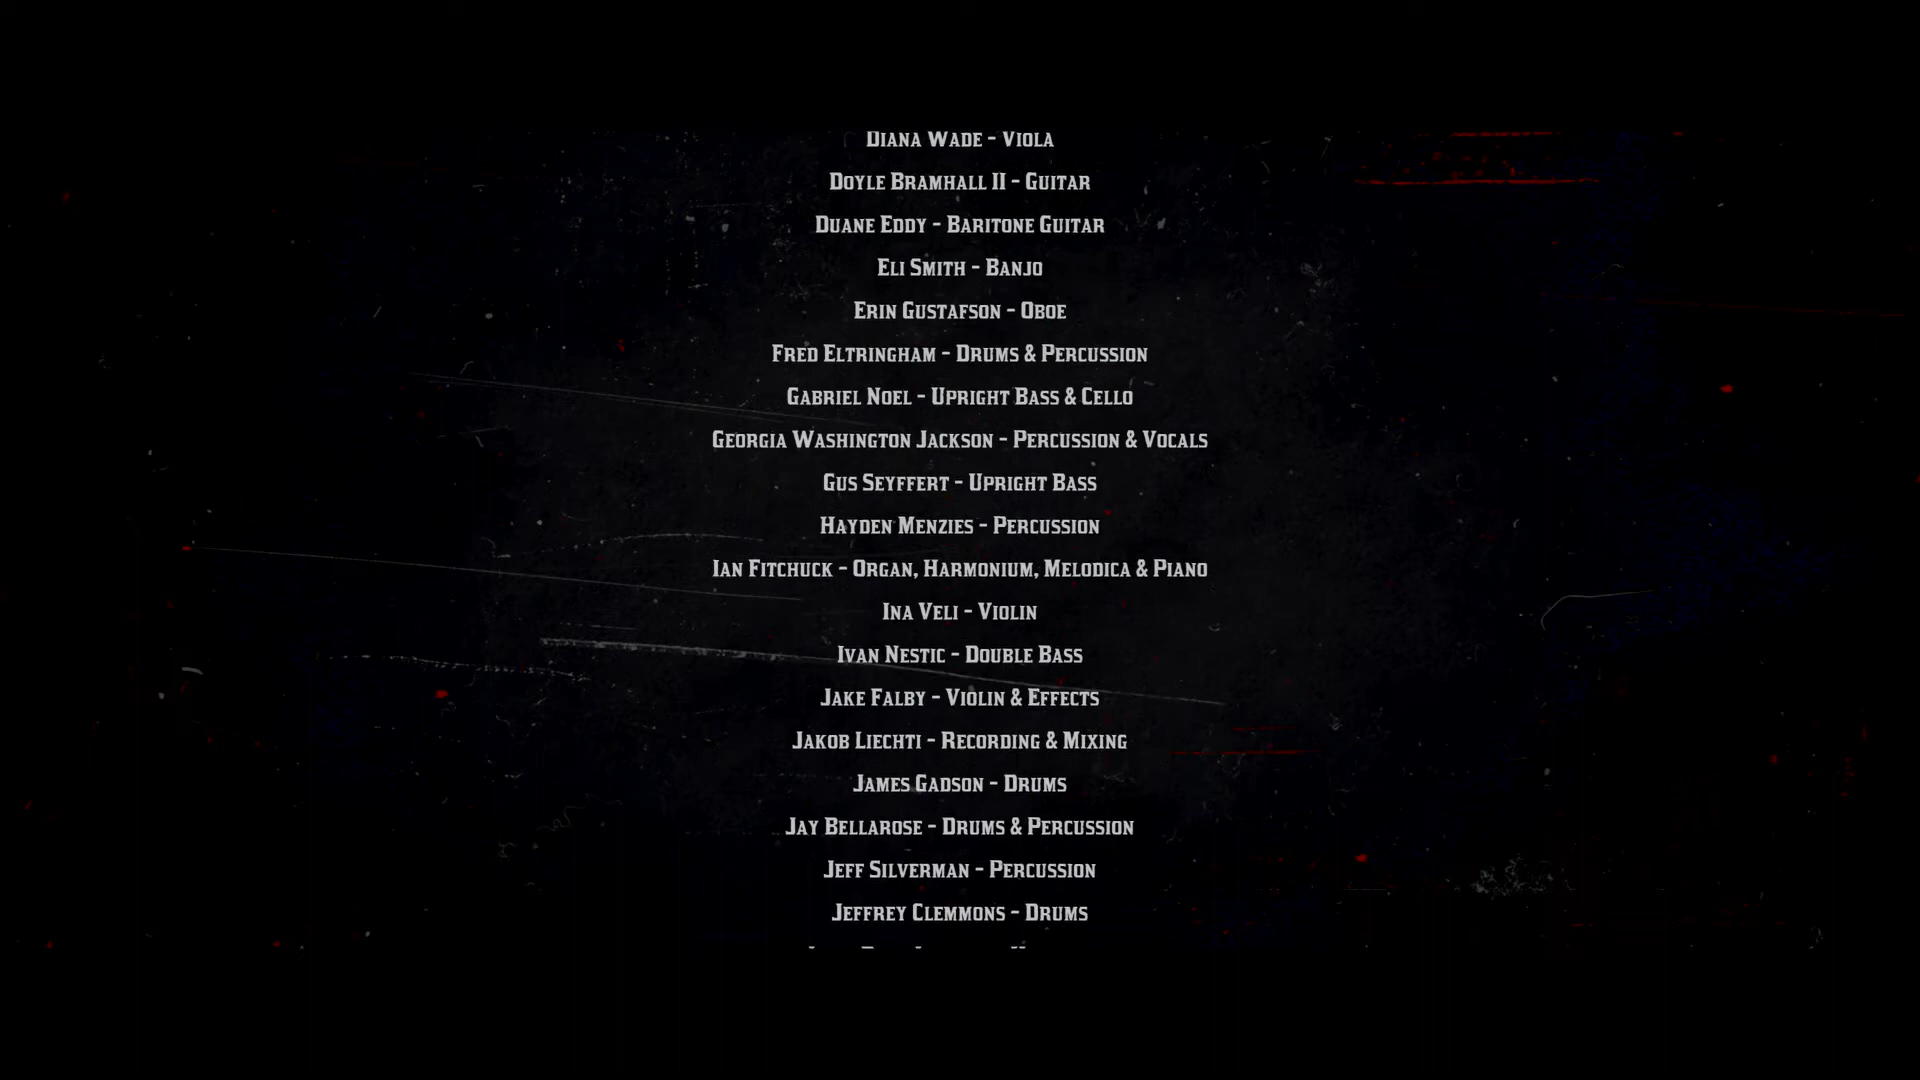 Diana Wade - Viola
Doyle Bramhall II - Guitar
Duane Eddy - Baritone Guitar
Eli Smith - Banjo
Erin Gustafson - Oboe
Fred Eltringham - Drums & Percussion
Gabriel Noel - Upright Bass & Cello
Georgia Washington Jackson - Percussion & Vocals
Gus Seyffert - Upright Bass
Hayden Menzies - Percussion
Ian Fitchuck - Organ, Harmonium, Melodica & Piano
Ina Veli - Violin
Ivan Nestic - Double Bass
Jake Falby - Violin & Effects
Jakob Liechti - Recording & Mixing
James Gadson - Drums
Jay Bellarose - Drums & Percussion
Jeff Silverman - Percussion
Jeffrey Clemmons - Drums